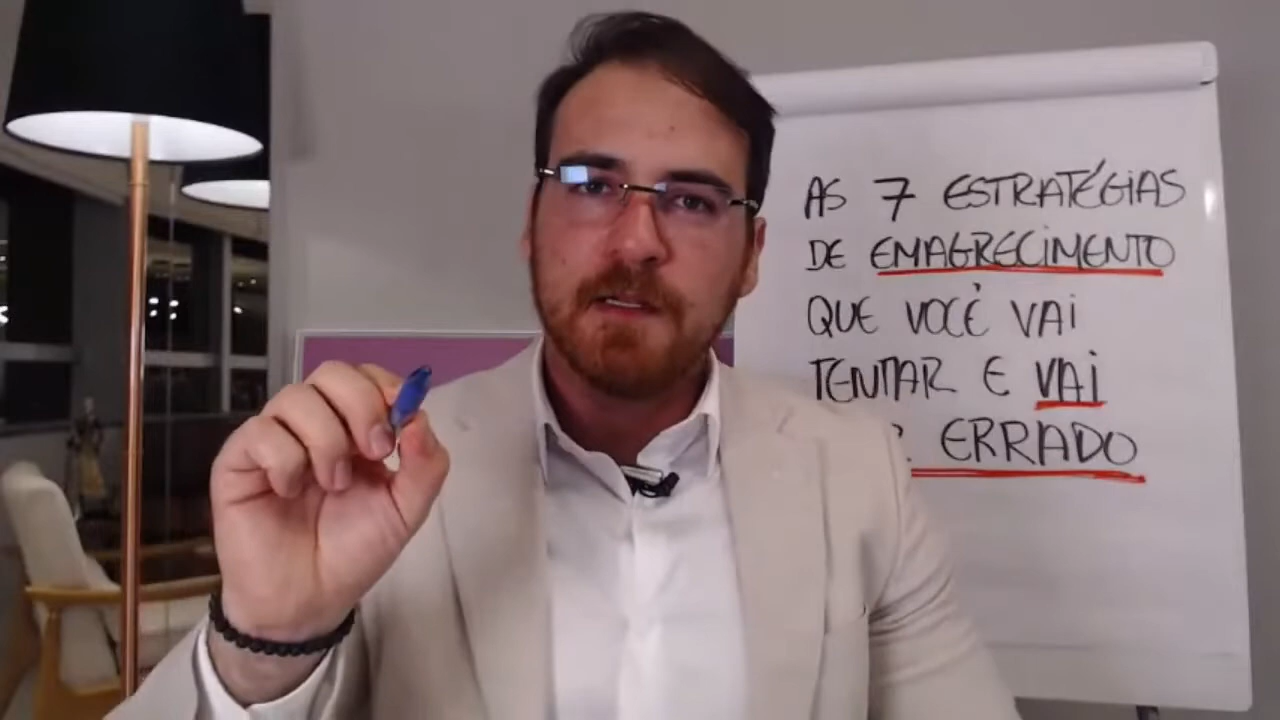 AS 7 ESTRATÉGIAS
DE EMAGRECIMENTO
QUE VOCÊ VAI
TENTAR E VAI
ERRADO